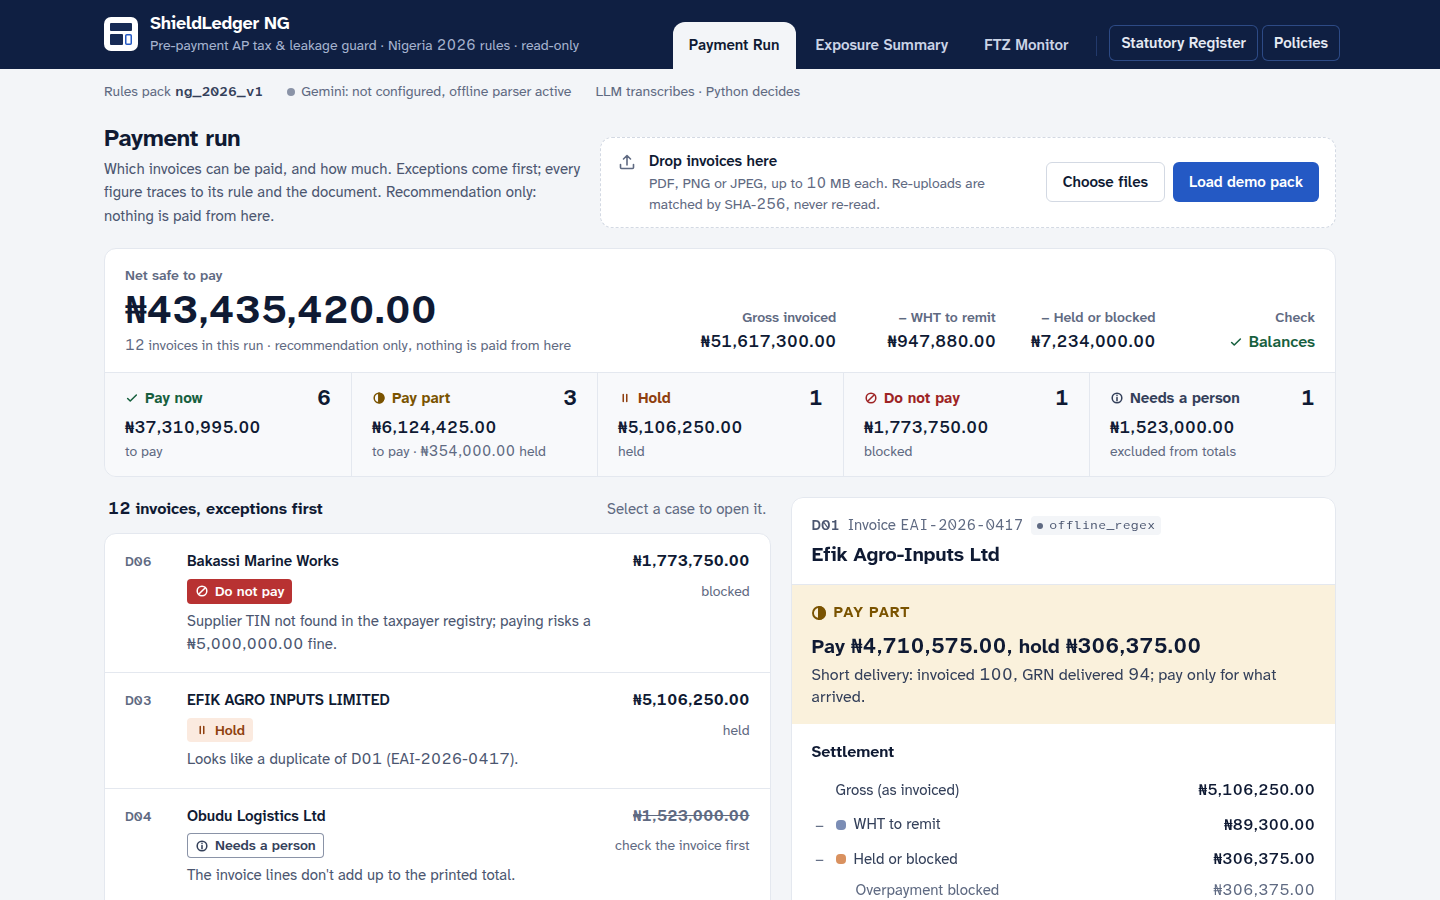 ShieldLedger NG
Pre-payment AP tax & leakage guard · Nigeria 2026 rules · read-only
Payment Run
Exposure Summary
FTZ Monitor
Statutory Register
Policies
Rules pack ng_2026_v1
Gemini: not configured, offline parser active
LLM transcribes · Python decides
Payment run
Which invoices can be paid, and how much. Exceptions come first; every
figure traces to its rule and the document. Recommendation only:
nothing is paid from here.
Drop invoices here
PDF, PNG or JPEG, up to 10 MB each. Re-uploads are
matched by SHA-256, never re-read.
Choose files
Load demo pack
Net safe to pay
₦43,435,420.00
12 invoices in this run · recommendation only, nothing is paid from here
Gross invoiced
₦51,617,300.00
– WHT to remit
₦947,880.00
– Held or blocked
₦7,234,000.00
Check
✓ Balances
✓ Pay now 6
₦37,310,995.00
to pay
Pay part 3
₦6,124,425.00
to pay · ₦354,000.00 held
Hold 1
₦5,106,250.00
held
Do not pay 1
₦1,773,750.00
blocked
Needs a person 1
₦1,523,000.00
excluded from totals
12 invoices, exceptions first
Select a case to open it.
D06 Bakassi Marine Works ₦1,773,750.00
Do not pay blocked
Supplier TIN not found in the taxpayer registry; paying risks a
₦5,000,000.00 fine.
D03 EFIK AGRO INPUTS LIMITED ₦5,106,250.00
Hold held
Looks like a duplicate of D01 (EAI-2026-0417).
D04 Obudu Logistics Ltd ₦1,523,000.00
Needs a person check the invoice first
The invoice lines don't add up to the printed total.
D01 Invoice EAI-2026-0417 offline_regex
Efik Agro-Inputs Ltd
PAY PART
Pay ₦4,710,575.00, hold ₦306,375.00
Short delivery: invoiced 100, GRN delivered 94; pay only for what
arrived.
Settlement
Gross (as invoiced) ₦5,106,250.00
– WHT to remit ₦89,300.00
– Held or blocked ₦306,375.00
Overpayment blocked ₦306,375.00